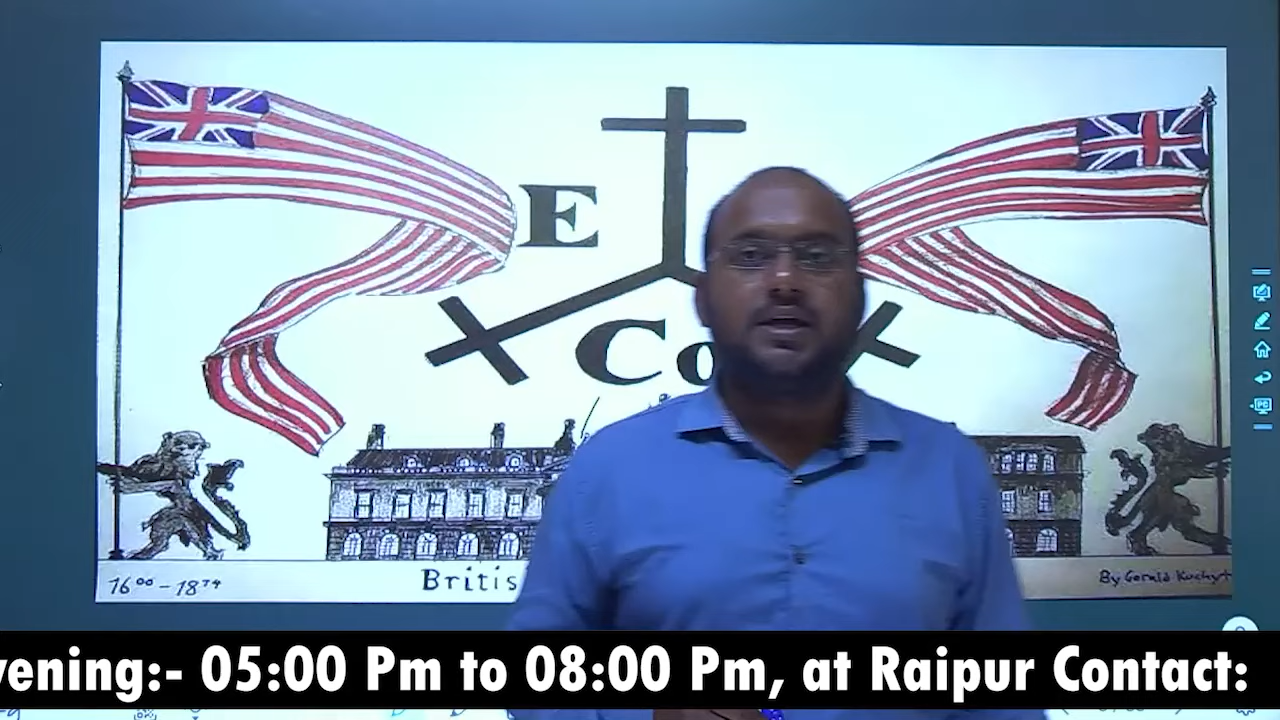 E
Co
16⁰⁰ - 18⁷⁴
Britis
By Gerald Kuchyt
vening:- 05:00 Pm to 08:00 Pm, at Raipur Contact: